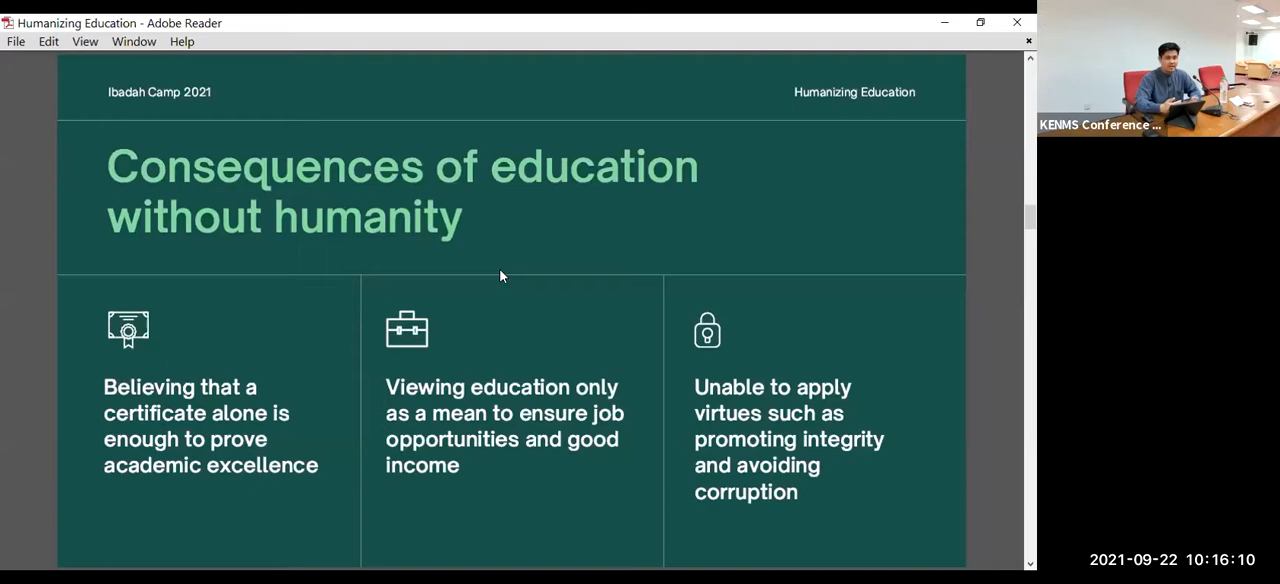 Humanizing Education - Adobe Reader
File Edit View Window Help
Ibadah Camp 2021
Humanizing Education
Consequences of education
without humanity
Believing that a
certificate alone is
enough to prove
academic excellence
Viewing education only
as a mean to ensure job
opportunities and good
income
Unable to apply
virtues such as
promoting integrity
and avoiding
corruption
KENMS Conference ...
2021-09-22 10:16:10